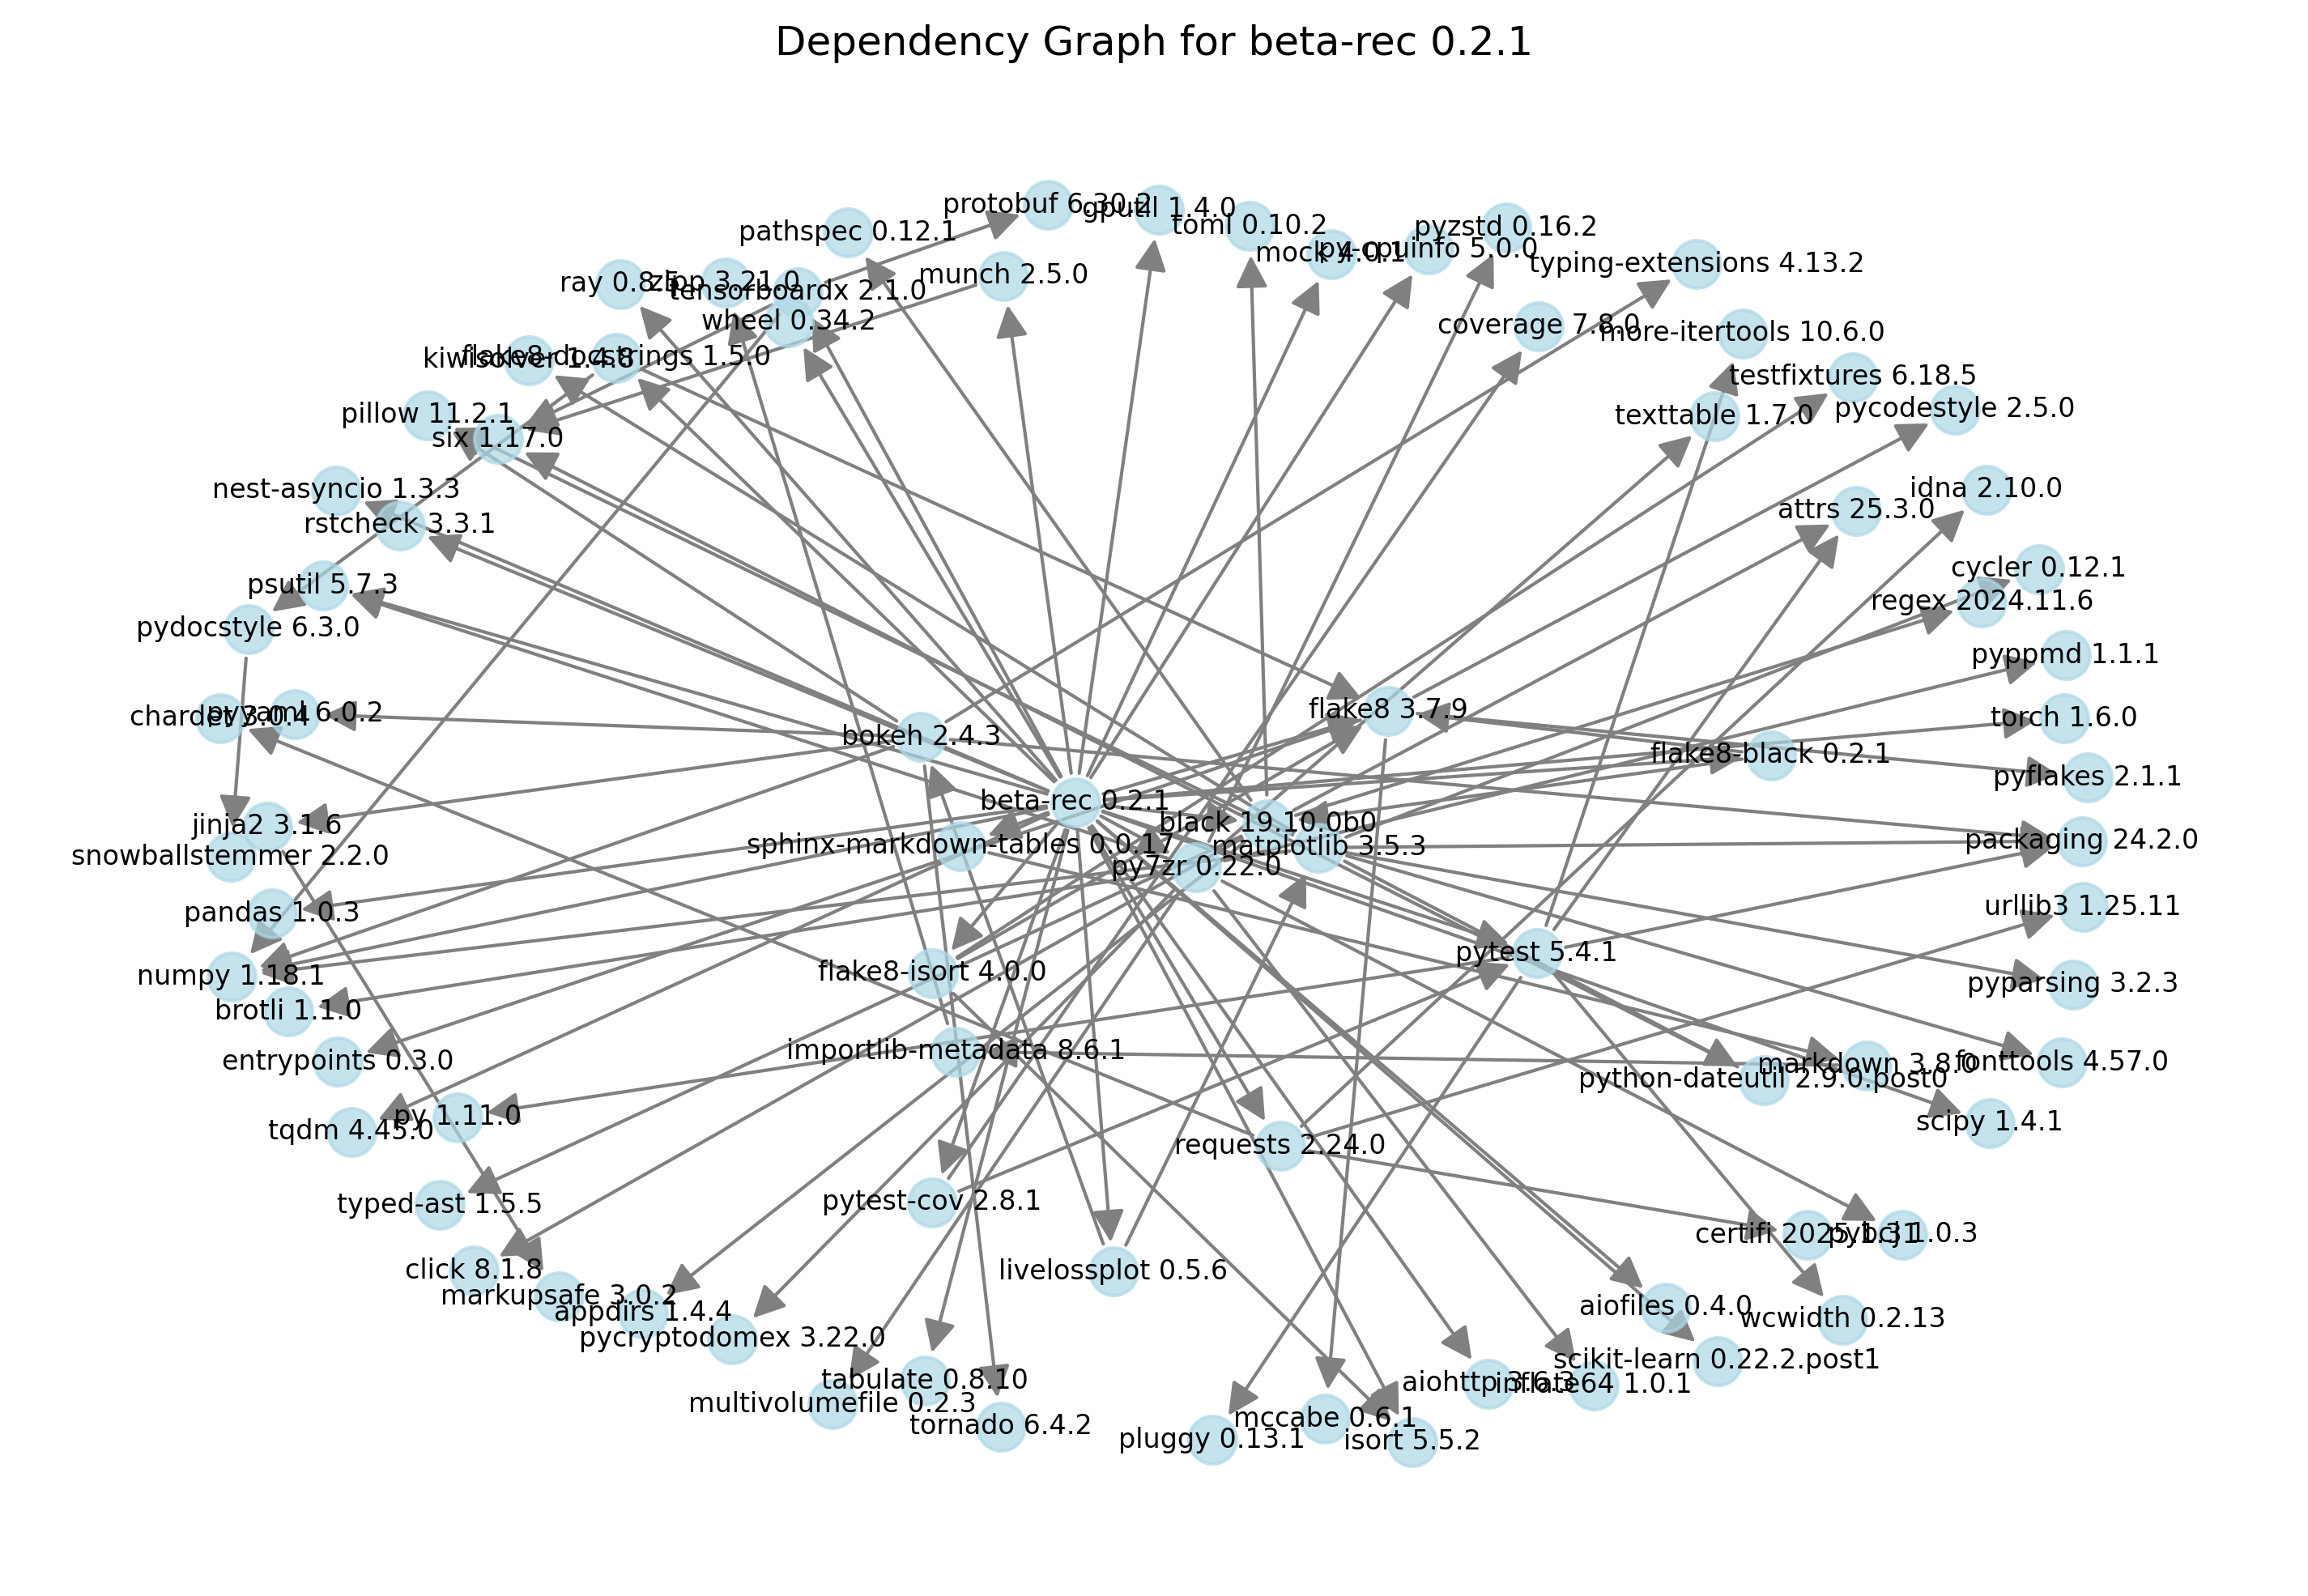 Dependency Graph for beta-rec 0.2.1
protobuf 6.30.2
gputil 1.4.0
toml 0.10.2
pyzstd 0.16.2
pathspec 0.12.1
mock 4.0.1
py-cpuinfo 5.0.0
typing-extensions 4.13.2
munch 2.5.0
ray 0.8.5
zipp 3.21.0
tensorboardx 2.1.0
wheel 0.34.2
coverage 7.8.0
more-itertools 10.6.0
kiwisolver 1.4.8
flake8-docstrings 1.5.0
testfixtures 6.18.5
pycodestyle 2.5.0
texttable 1.7.0
pillow 11.2.1
six 1.17.0
nest-asyncio 1.3.3
idna 2.10.0
attrs 25.3.0
rstcheck 3.3.1
cycler 0.12.1
psutil 5.7.3
regex 2024.11.6
pydocstyle 6.3.0
pyppmd 1.1.1
chardet 3.0.4
pyyaml 6.0.2
flake8 3.7.9
torch 1.6.0
bokeh 2.4.3
flake8-black 0.2.1
pyflakes 2.1.1
beta-rec 0.2.1
jinja2 3.1.6
black 19.10.0b0
sphinx-markdown-tables 0.0.17
matplotlib 3.5.3
packaging 24.2.0
snowballstemmer 2.2.0
py7zr 0.22.0
pandas 1.0.3
urllib3 1.25.11
pytest 5.4.1
numpy 1.18.1
flake8-isort 4.0.0
pyparsing 3.2.3
brotli 1.1.0
importlib-metadata 8.6.1
entrypoints 0.3.0
markdown 3.8.0
fonttools 4.57.0
python-dateutil 2.9.0.post0
py 1.11.0
tqdm 4.45.0
scipy 1.4.1
requests 2.24.0
typed-ast 1.5.5
pytest-cov 2.8.1
certifi 2025.1.31
pybcj 1.0.3
click 8.1.8
livelossplot 0.5.6
markupsafe 3.0.2
appdirs 1.4.4
aiofiles 0.4.0
wcwidth 0.2.13
pycryptodomex 3.22.0
scikit-learn 0.22.2.post1
tabulate 0.8.10
aiohttp 3.6.3
inflate64 1.0.1
multivolumefile 0.2.3
tornado 6.4.2
mccabe 0.6.1
pluggy 0.13.1
isort 5.5.2